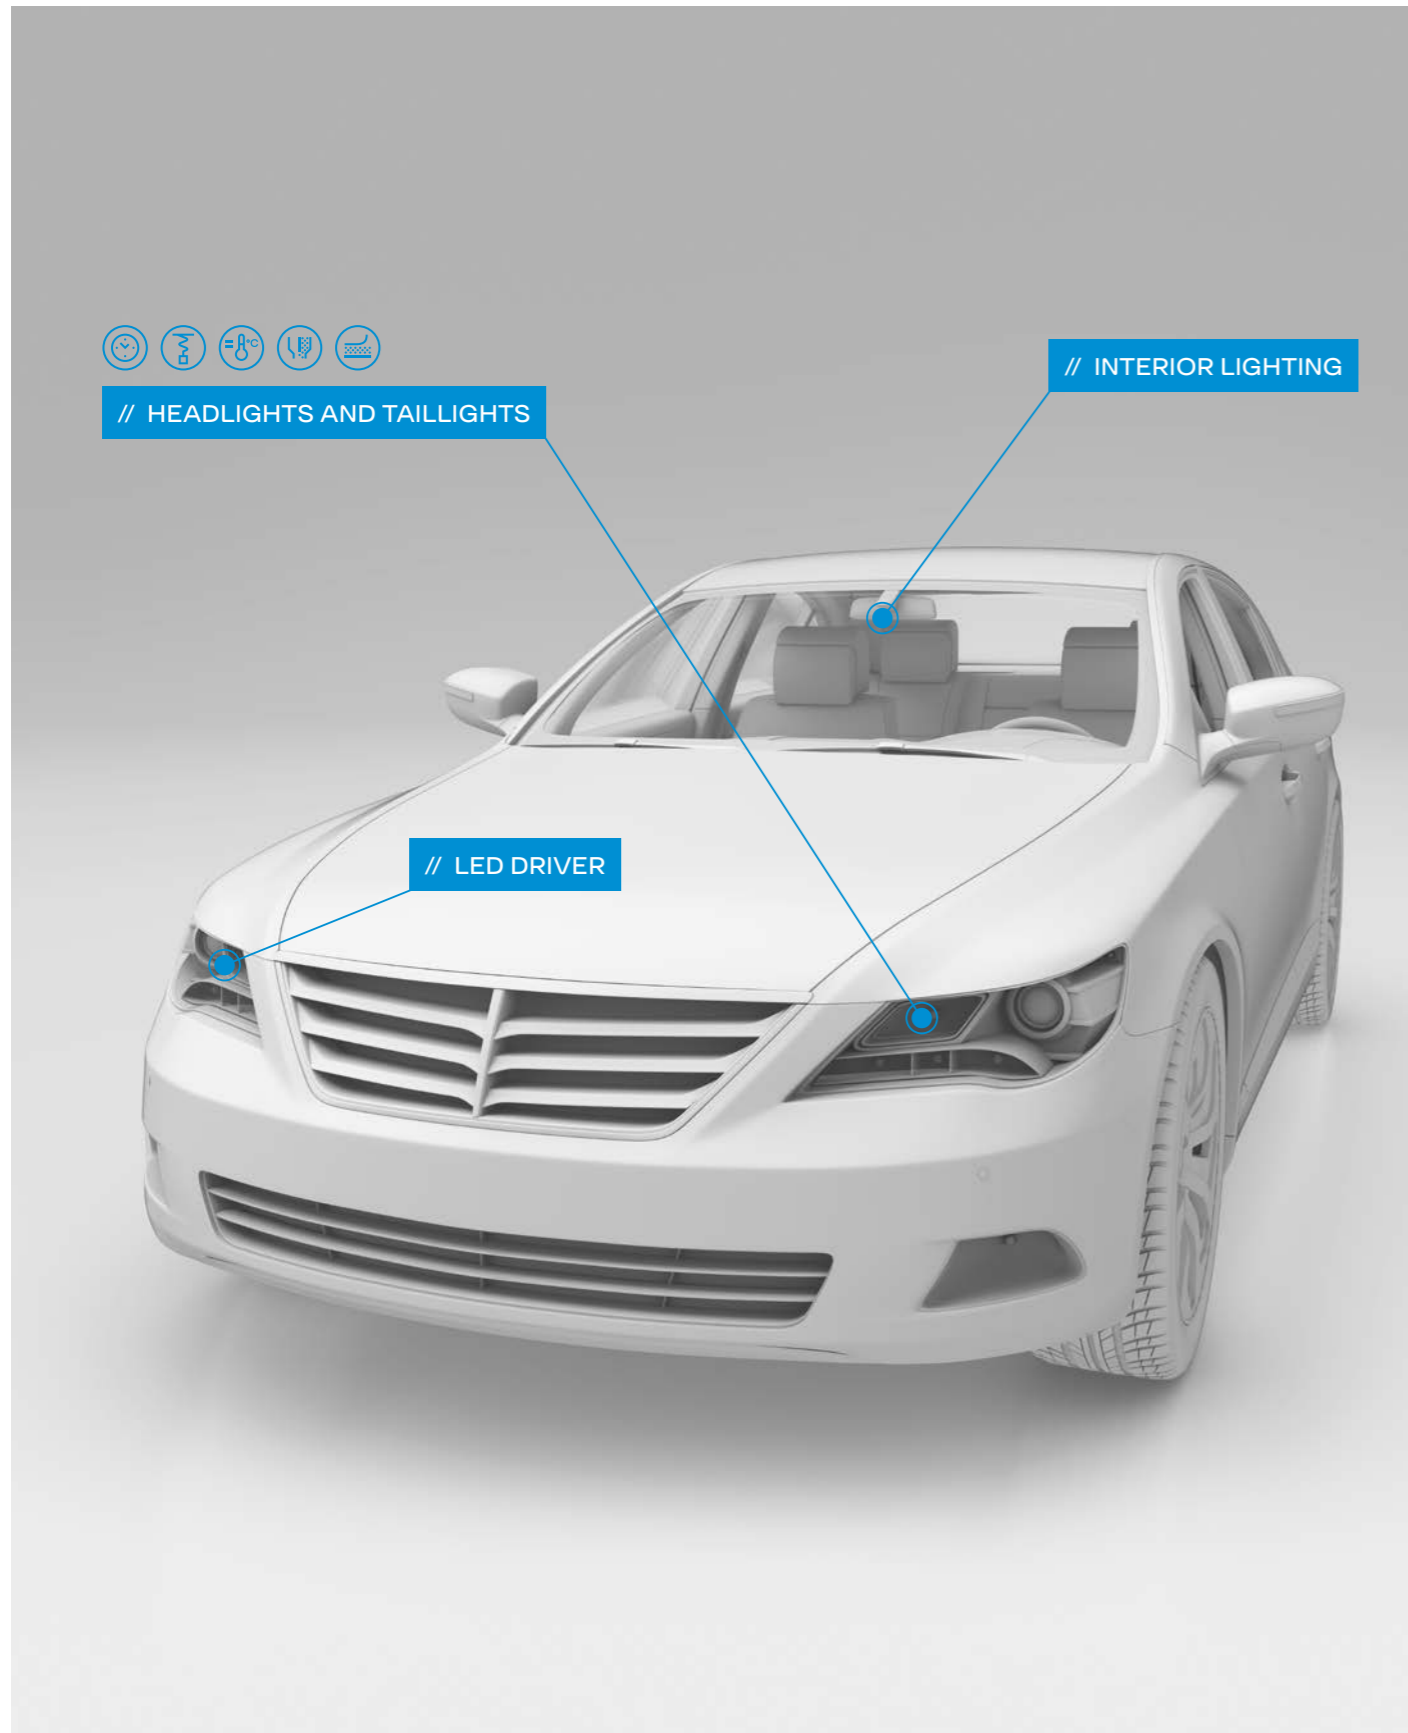 =°C
// HEADLIGHTS AND TAILLIGHTS
// INTERIOR LIGHTING
// LED DRIVER